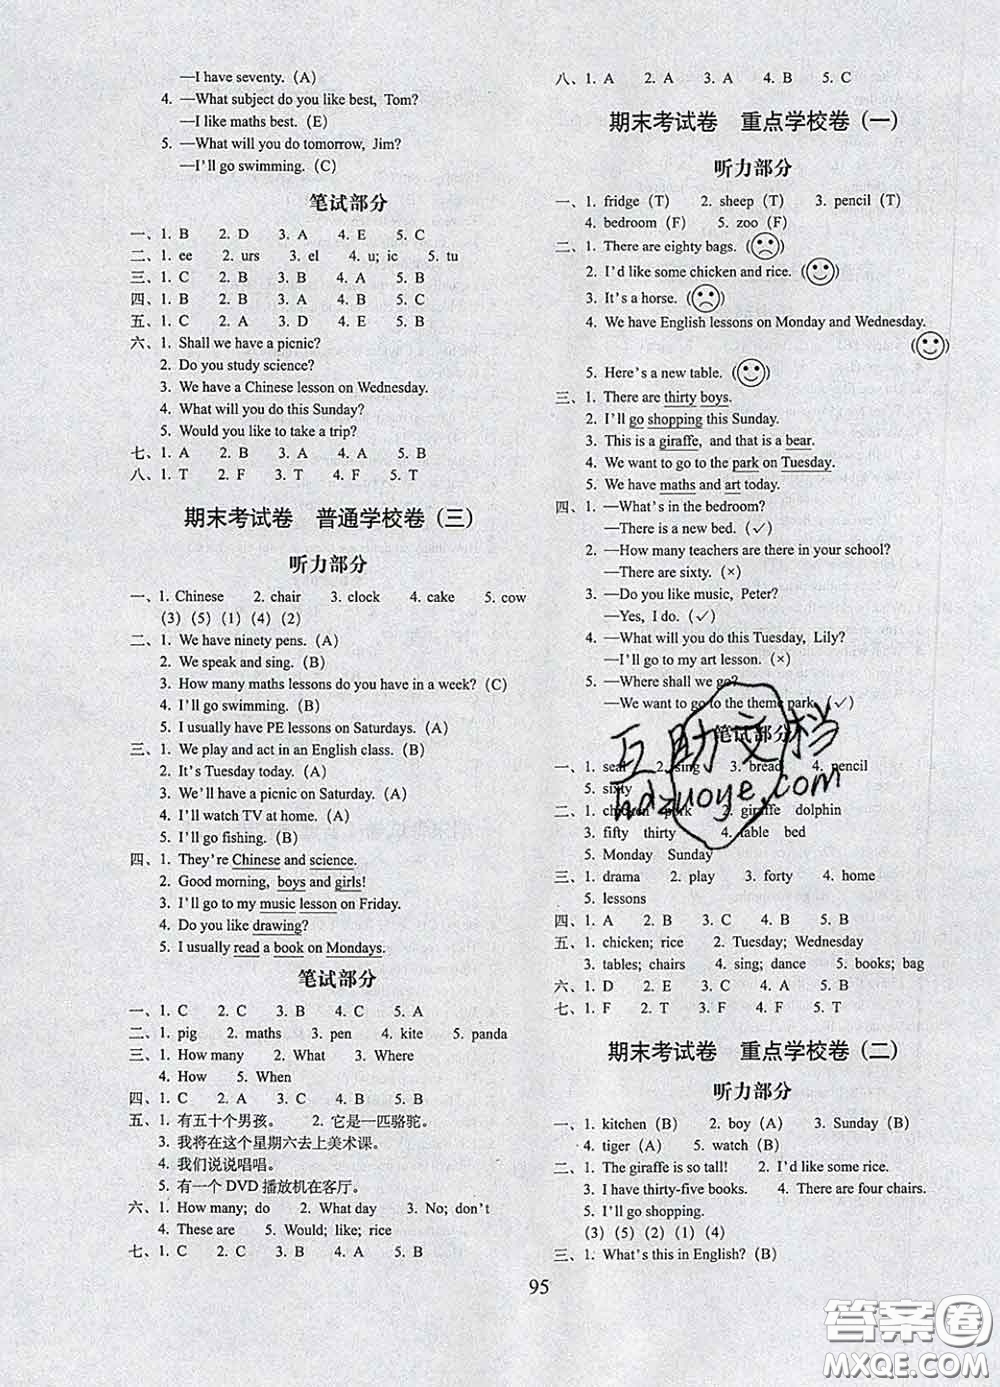 —I have seventy. (A)
4. —What subject do you like best, Tom?
—I like maths best. (E)
5. —What will you do tomorrow, Jim?
—I'll go swimming. (C)
笔试部分
一、1. B 2. D 3. A 4. E 5. C
二、1. ee 2. urs 3. el 4. u; ic 5. tu
三、1. C 2. B 3. B 4. A 5. B
四、1. B 2. B 3. A 4. B 5. C
五、1. C 2. A 3. D 4. E 5. B
六、1. Shall we have a picnic?
2. Do you study science?
3. We have a Chinese lesson on Wednesday.
4. What will you do this Sunday?
5. Would you like to take a trip?
七、1. A 2. B 3. A 4. A 5. A
八、1. T 2. F 3. T 4. F 5. T
期末考试卷 普通学校卷 (三)
听力部分
一、1. Chinese 2. chair 3. clock 4. cake 5. cow
(3) (5) (1) (4) (2)
二、1. We have ninety pens. (A)
2. We speak and sing. (B)
3. How many maths lessons do you have in a week? (C)
4. I'll go swimming. (B)
5. I usually have PE lessons on Saturdays. (A)
三、1. We play and act in an English class. (B)
2. It's Tuesday today. (A)
3. We'll have a picnic on Saturday. (A)
4. I'll watch TV at home. (A)
5. I'll go fishing. (B)
四、1. They're Chinese and science.
2. Good morning, boys and girls!
3. I'll go to my music lesson on Friday.
4. Do you like drawing?
5. I usually read a book on Mondays.
笔试部分
一、1. C 2. C 3. B 4. C 5. A
二、1. pig 2. maths 3. pen 4. kite 5. panda
三、1. How many 2. What 3. Where
4. How 5. When
四、1. C 2. A 3. C 4. B 5. B
五、1. 有五十个男孩。 2. 它是一匹骆驼。
3. 我将在这个星期六去上美术课。
4. 我们说说唱唱。
5. 有一个 DVD 播放机在客厅。
六、1. How many; do 2. What day 3. No; don't
4. These are 5. Would; like; rice
七、1. C 2. C 3. B 4. A 5. B
八、1. A 2. A 3. A 4. B 5. C
期末考试卷 重点学校卷 (一)
听力部分
一、1. fridge (T) 2. sheep (T) 3. pencil (T)
4. bedroom (F) 5. zoo (F)
二、1. There are eighty bags. ( )
2. I'd like some chicken and rice. ( )
3. It's a horse. ( )
4. We have English lessons on Monday and Wednesday.
( )
5. Here's a new table. ( )
三、1. There are thirty boys.
2. I'll go shopping this Sunday.
3. This is a giraffe, and that is a bear.
4. We want to go to the park on Tuesday.
5. We have maths and art today.
四、1. —What's in the bedroom?
—There is a new bed. (✓)
2. —How many teachers are there in your school?
—There are sixty. (×)
3. —Do you like music, Peter?
—Yes, I do. (✓)
4. —What will you do this Tuesday, Lily?
—I'll go to my art lesson. (×)
5. —Where shall we go?
—We want to go to the theme park. (✓)
笔试部分
一、1. seal 2. sing 3. bread 4. pencil
5. sixty
二、1. chicken pork 2. giraffe dolphin
3. fifty thirty 4. table bed
5. Monday Sunday
三、1. drama 2. play 3. forty 4. home
5. lessons
四、1. A 2. B 3. C 4. B 5. B
五、1. chicken; rice 2. Tuesday; Wednesday
3. tables; chairs 4. sing; dance 5. books; bag
六、1. D 2. E 3. C 4. A 5. B
七、1. F 2. T 3. F 4. F 5. T
期末考试卷 重点学校卷 (二)
听力部分
一、1. kitchen (B) 2. boy (A) 3. Sunday (B)
4. tiger (A) 5. watch (B)
二、1. The giraffe is so tall! 2. I'd like some rice.
3. I have thirty-five books. 4. There are four chairs.
5. I'll go shopping.
(3) (5) (2) (1) (4)
三、1. What's this in English? (B)
95
互助文档
hdzuoye.com
答案圈
MXQE.COM